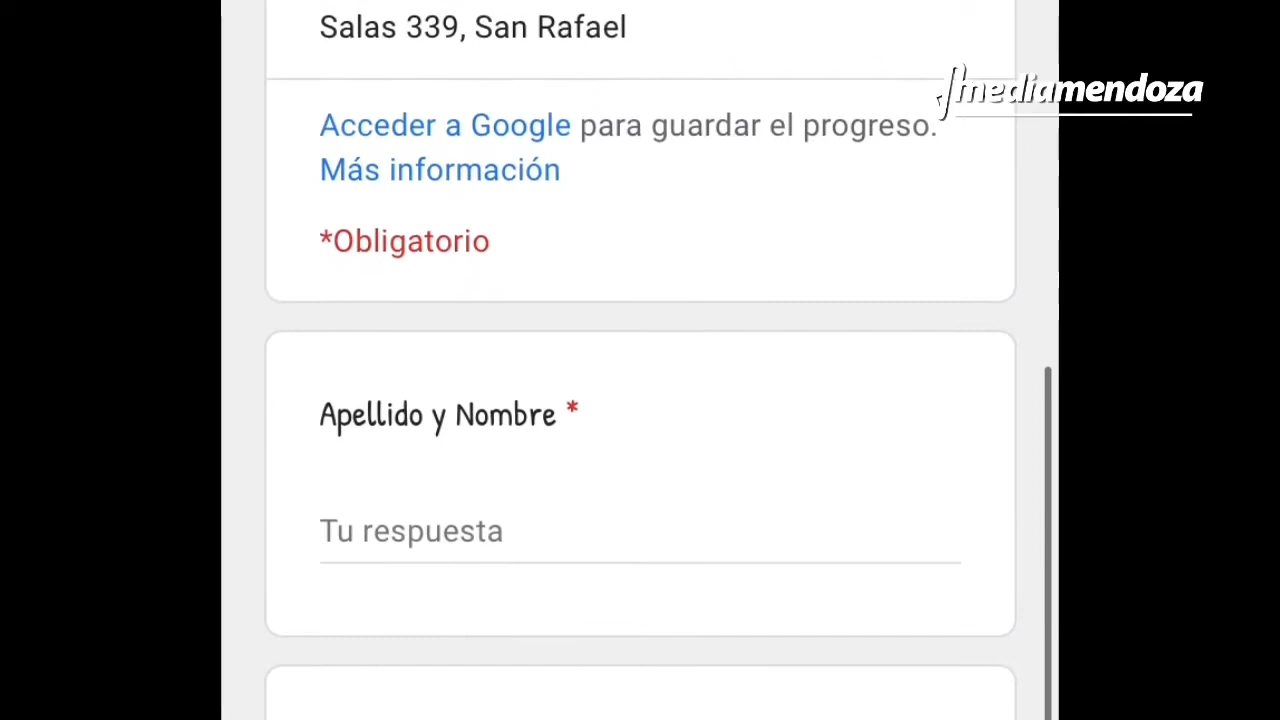 Salas 339, San Rafael
mediamendoza
Acceder a Google para guardar el progreso.
Más información
*Obligatorio
Apellido y Nombre *
Tu respuesta